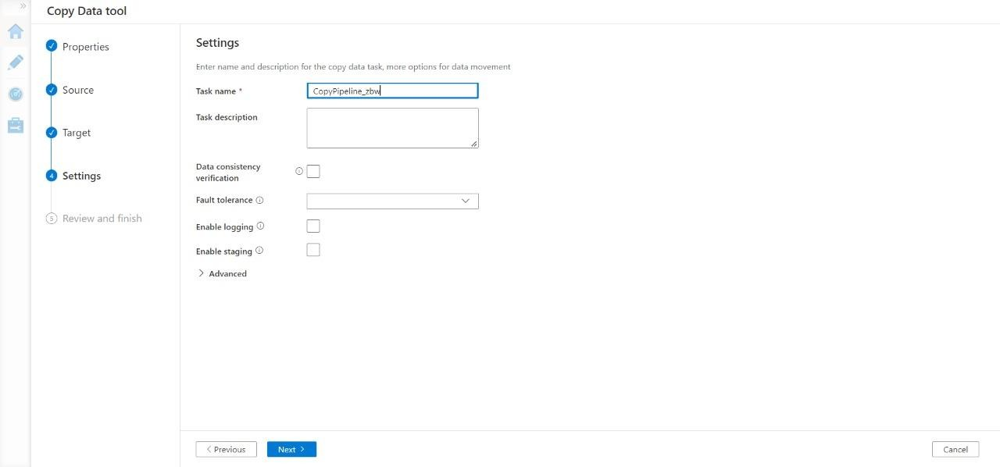 Copy Data tool
Properties
Source
Target
4 Settings
5 Review and finish
Settings
Enter name and description for the copy data task, more options for data movement
Task name *
CopyPipeline_zbw
Task description
Data consistency
verification
Fault tolerance
Enable logging
Enable staging
Advanced
Previous
Next
Cancel